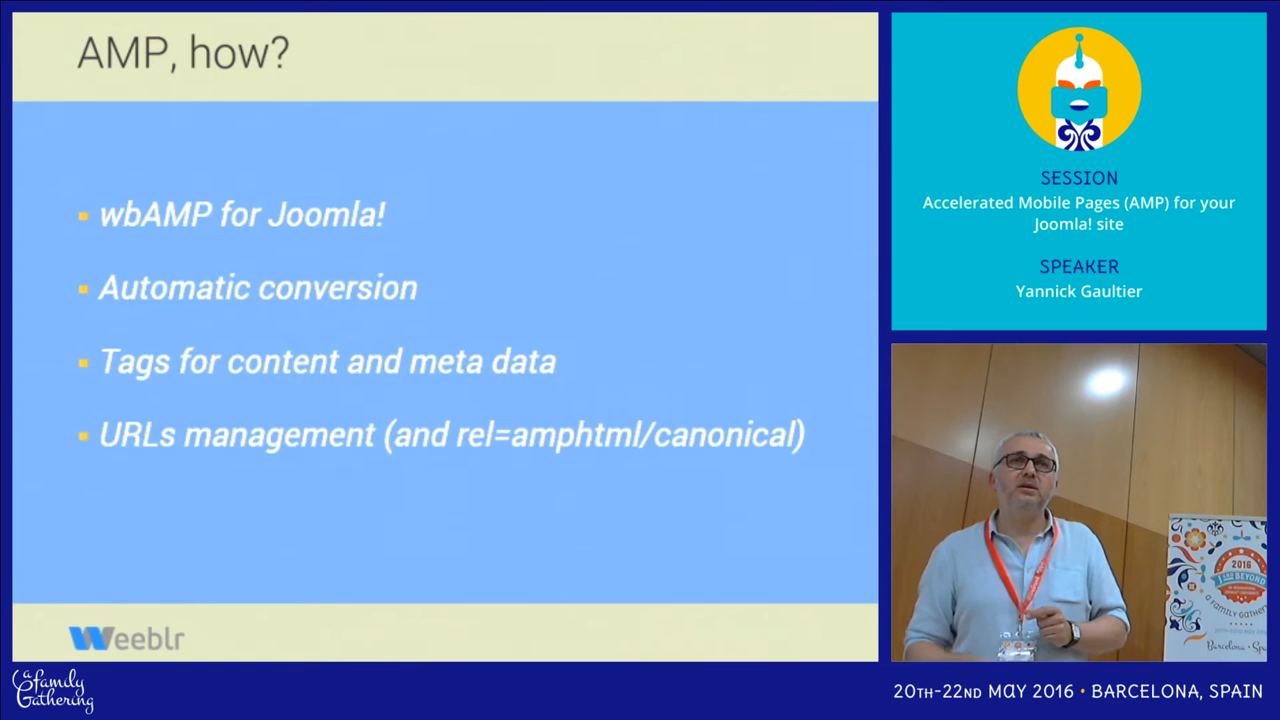 AMP, how?
wbAMP for Joomla!
Automatic conversion
Tags for content and meta data
URLs management (and rel=amphtml/canonical)
Weeblr
SESSION
Accelerated Mobile Pages (AMP) for your
Joomla! site
SPEAKER
Yannick Gaultier
2016
BEYOND
a Family Gathering
Barcelona
a
Family
Gathering
20TH-22ND MAY 2016 • BARCELONA, SPAIN